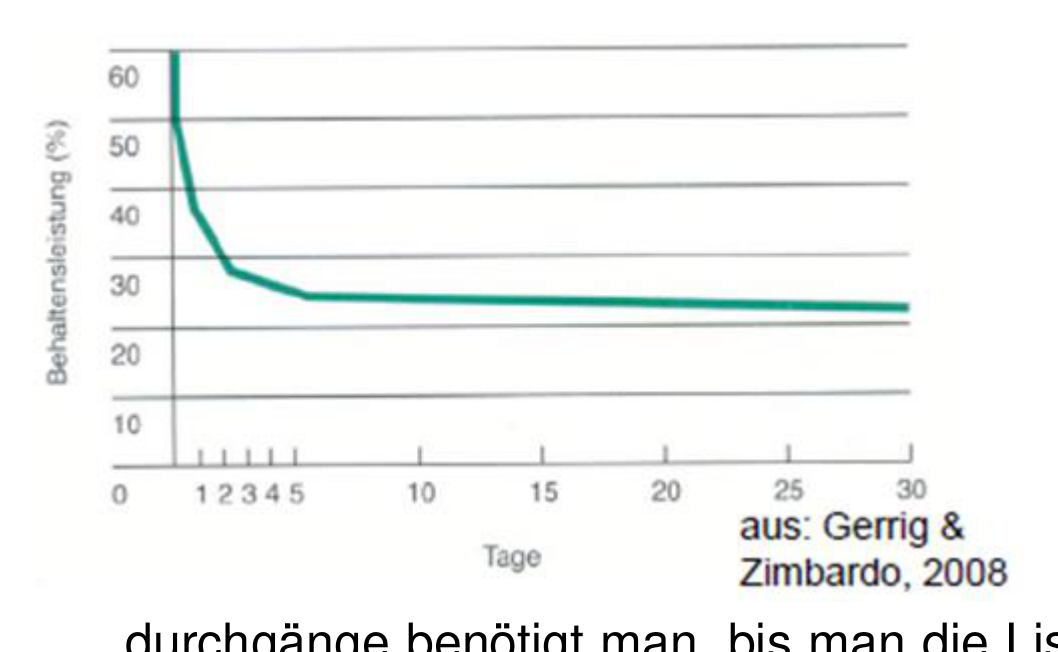 60
50
40
30
20
10
0 1 2 3 4 5 10 15 20 25 30
Behaltensleistung (%)
Tage
aus: Gerrig &
Zimbardo, 2008
durchgänge benötigt man, bis man die Lis